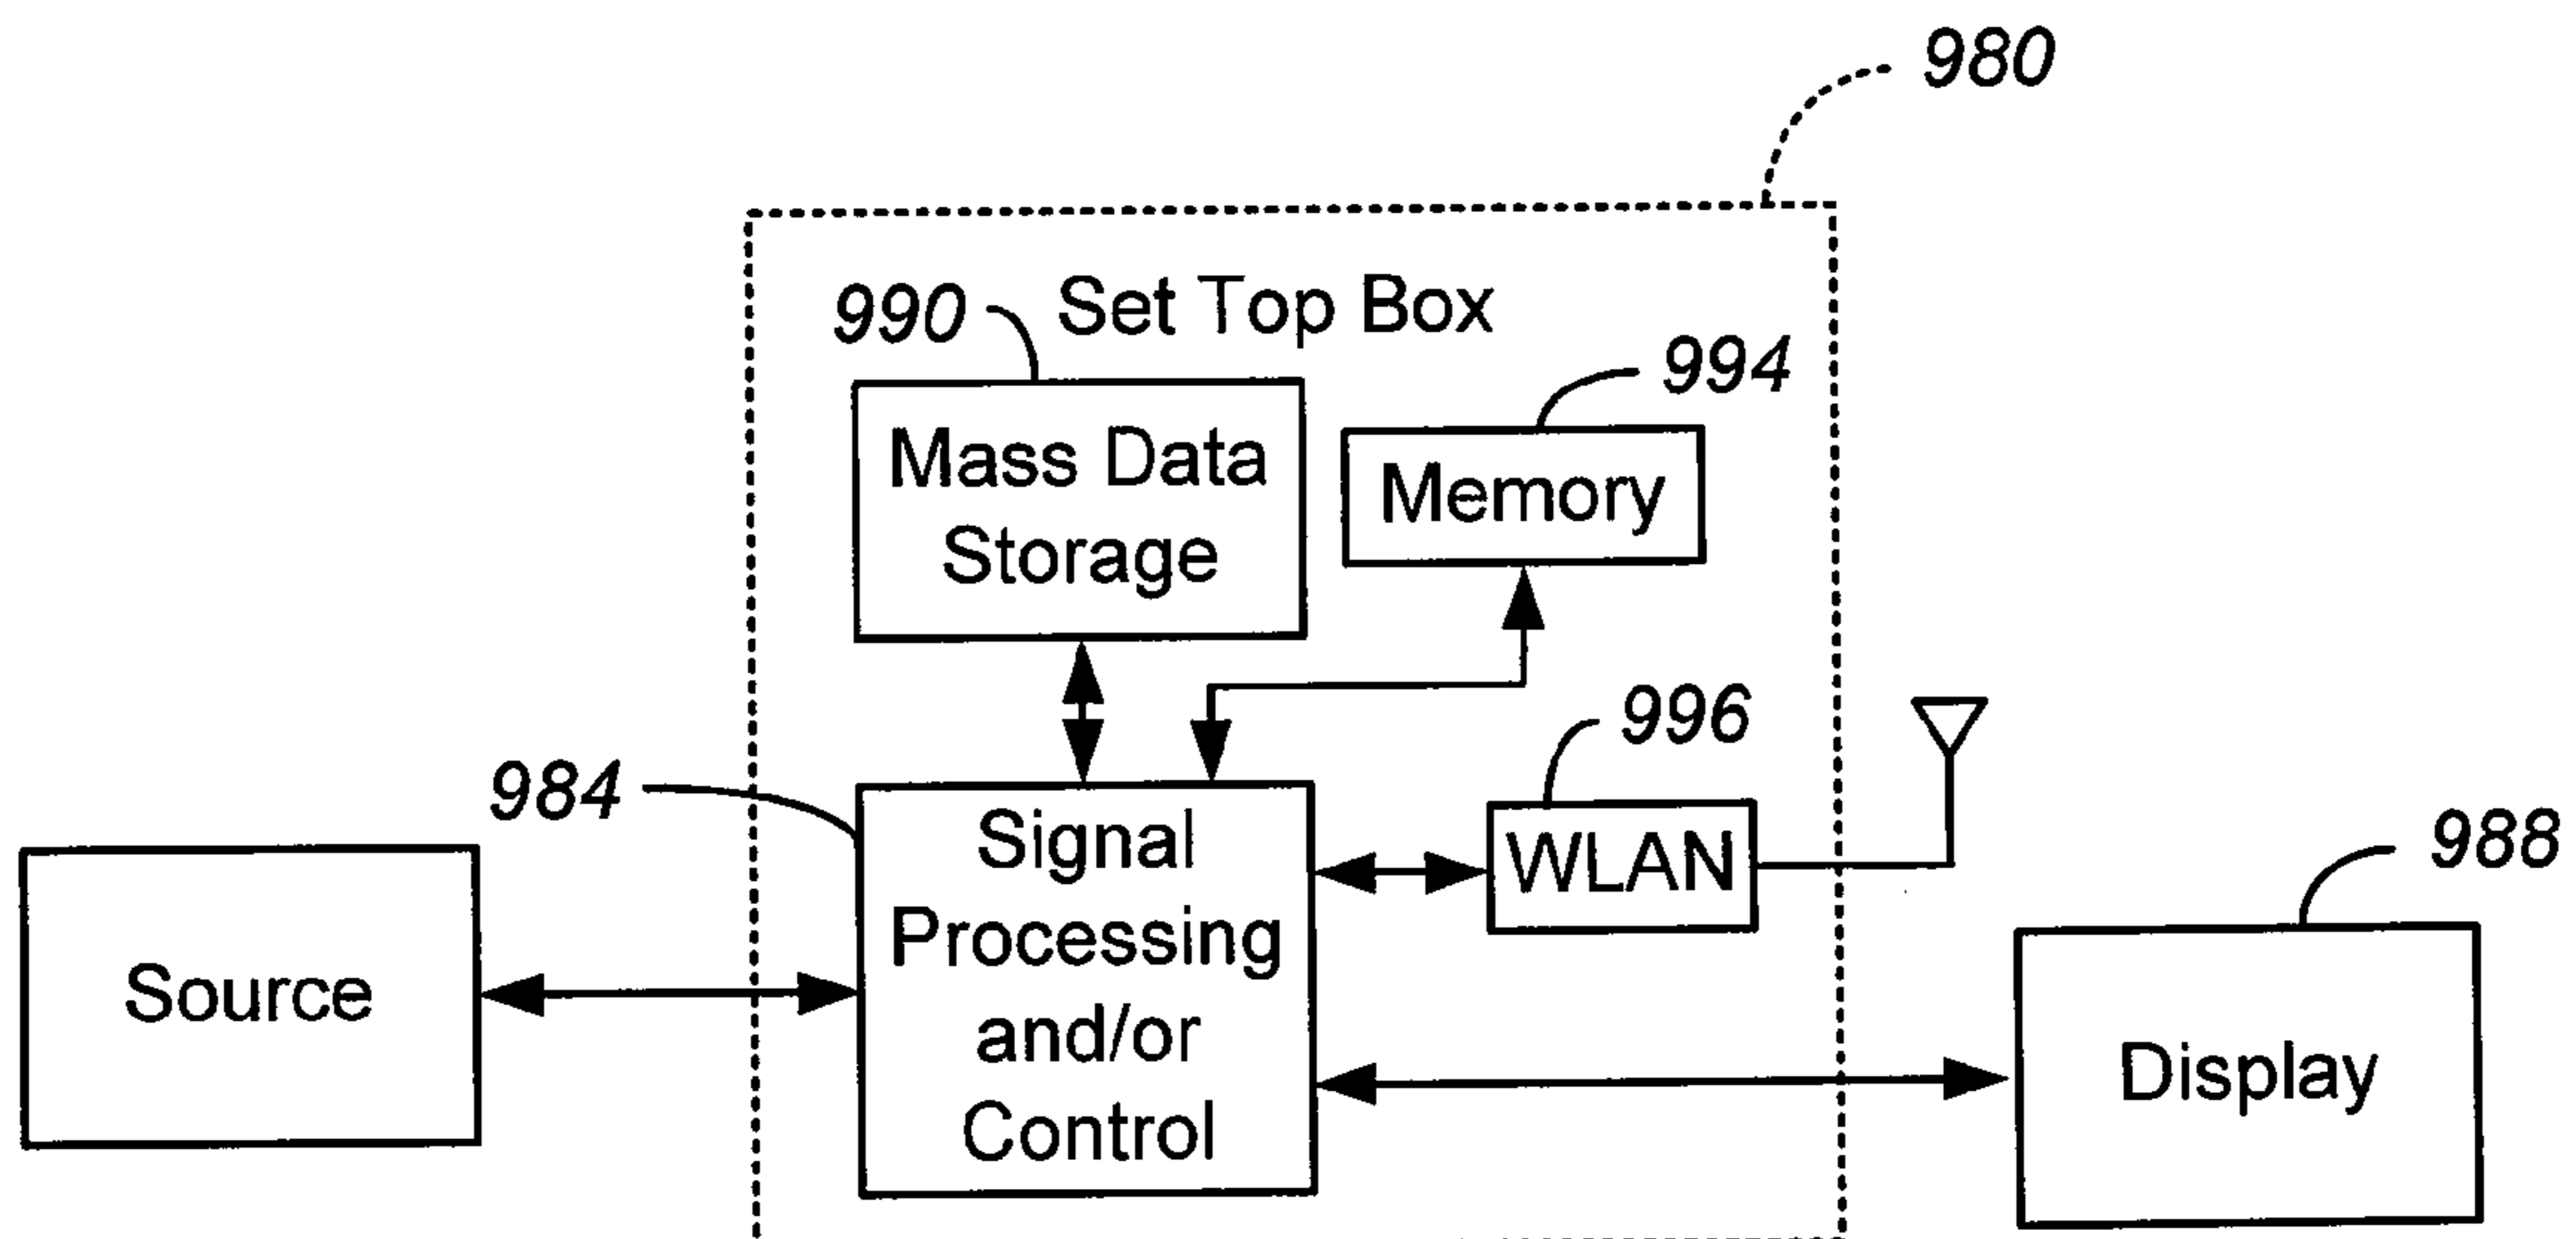 980
Set Top Box
990
994
Mass Data
Storage
Memory
996
984
Signal
Processing
and/or
Control
WLAN
988
Source
Display